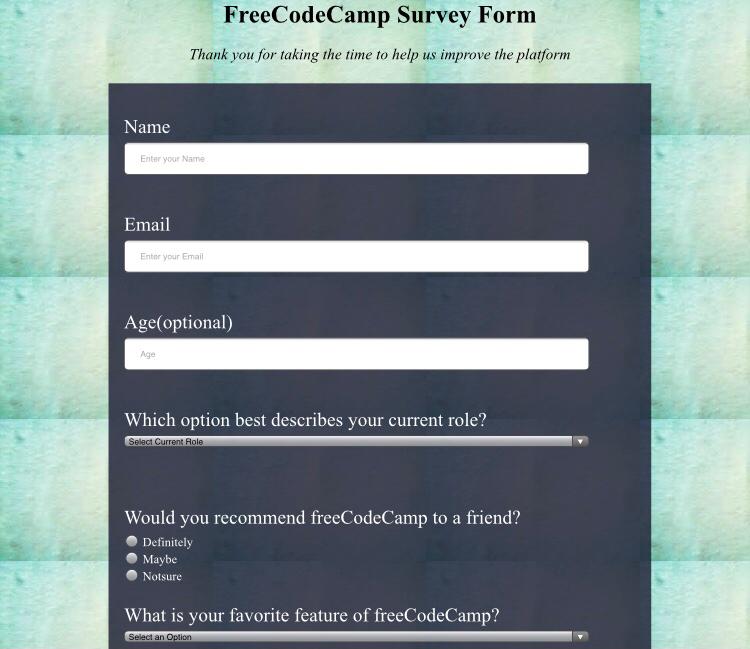 FreeCodeCamp Survey Form
Thank you for taking the time to help us improve the platform
Name
Enter your Name
Email
Enter your Email
Age(optional)
Age
Which option best describes your current role?
Select Current Role
Would you recommend freeCodeCamp to a friend?
Definitely
Maybe
Notsure
What is your favorite feature of freeCodeCamp?
Select an Option